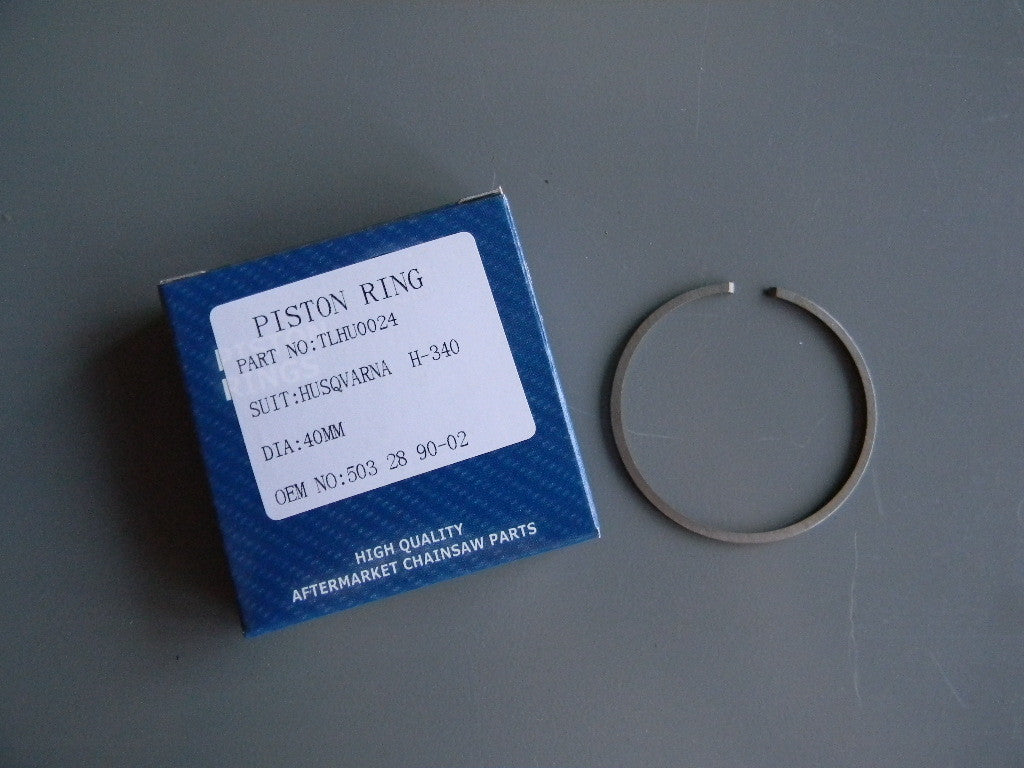 PISTON RING
PART NO:TLHU0024
SUIT:HUSQVARNA H-340
DIA:40MM
OEM NO:503 28 90-02
RINGS
HIGH QUALITY
AFTERMARKET CHAINSAW PARTS